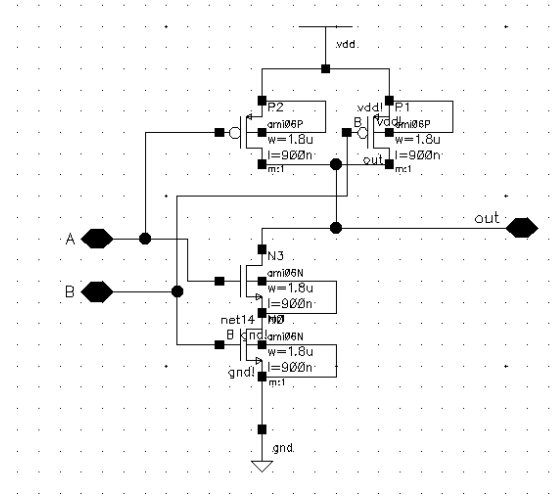 vdd
P2
vdd!
P1
ami06P
B
vdd!
ami06P
w=1.8u
w=1.8u
l=900n
out
l=900n
m:1
m:1
A
out
N3
ami06N
w=1.8u
B
l=900n
net14
B
gnd!
ami06N
w=1.8u
l=900n
gnd!
m:1
gnd